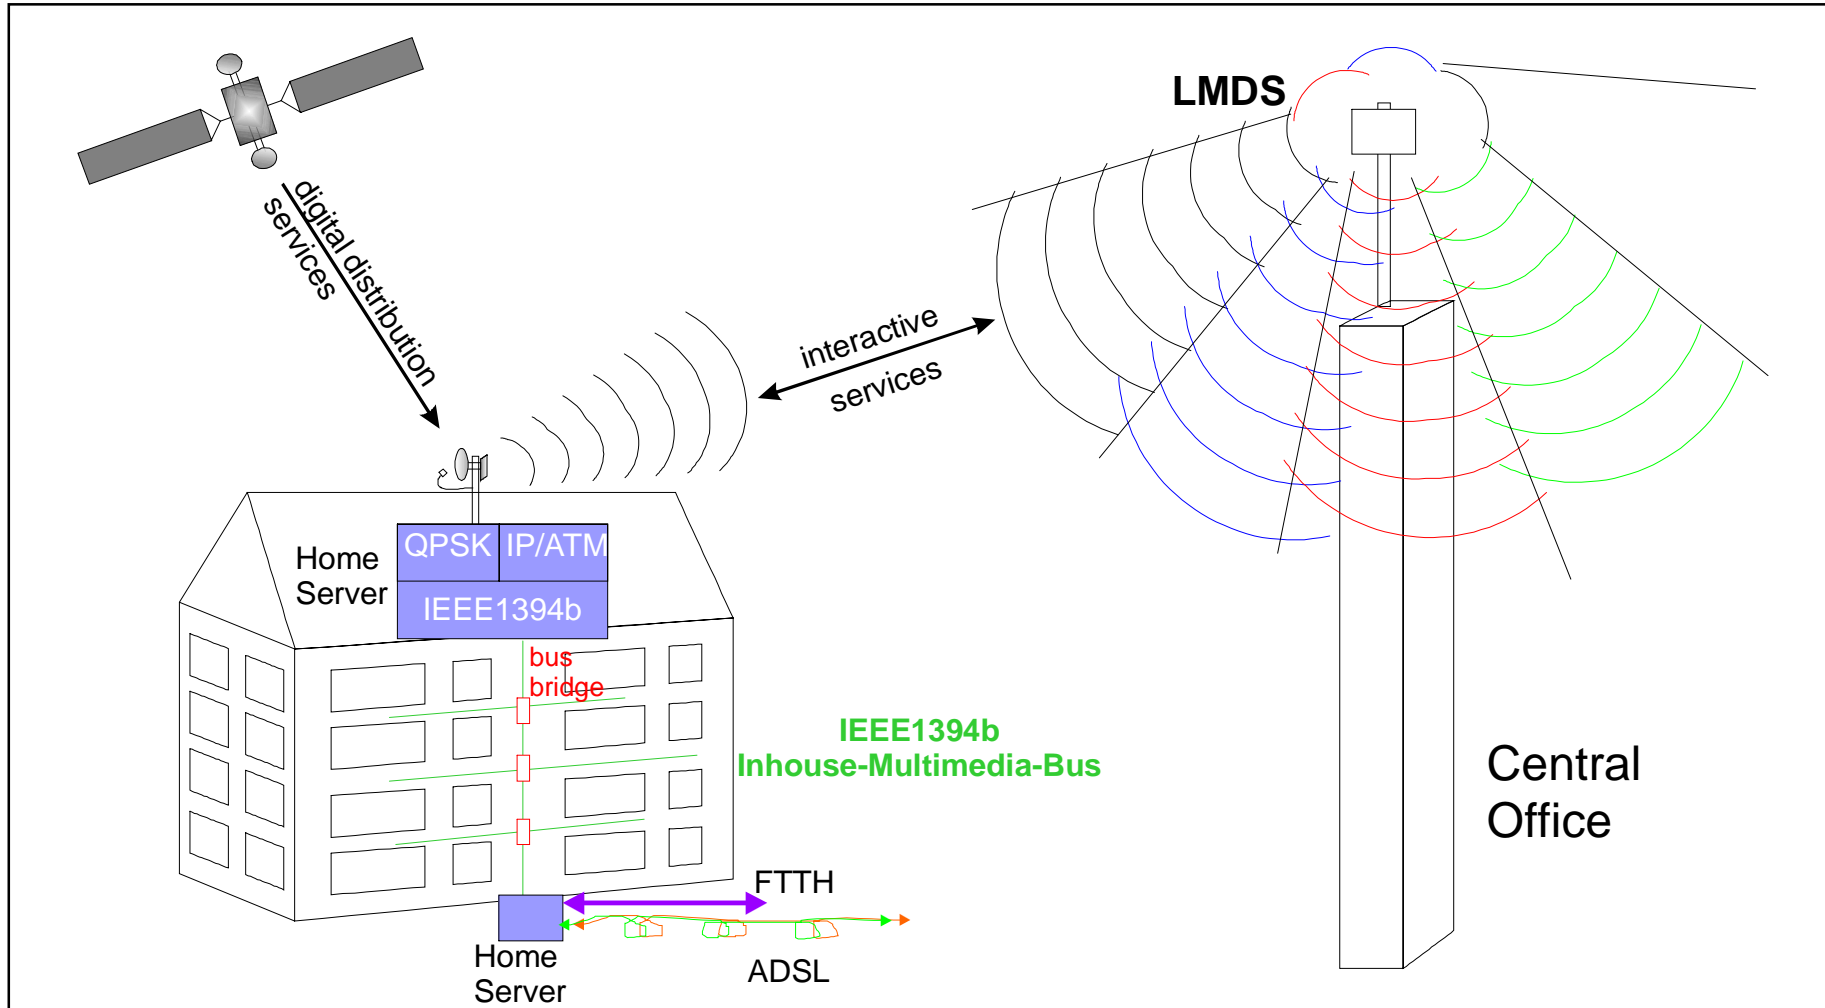 LMDS
digital distribution
services
interactive
services
QPSK
IP/ATM
Home
Server
IEEE1394b
bus
bridge
IEEE1394b
Inhouse-Multimedia-Bus
Central
Office
FTTH
Home
Server
ADSL